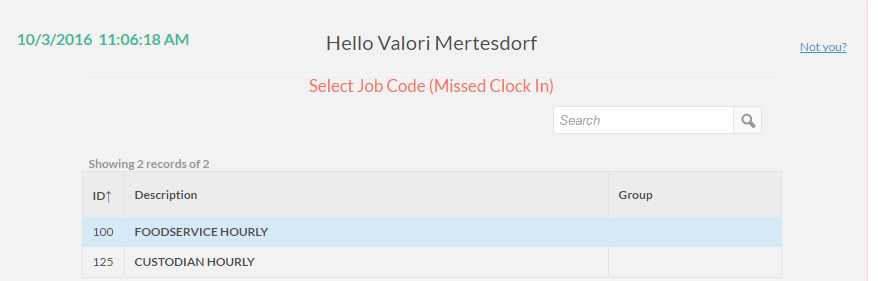 10/3/2016 11:06:18 AM
Hello Valori Mertesdorf
Not you?
Select Job Code (Missed Clock In)
Search
Showing 2 records of 2
ID↑ Description Group
100 FOODSERVICE HOURLY
125 CUSTODIAN HOURLY